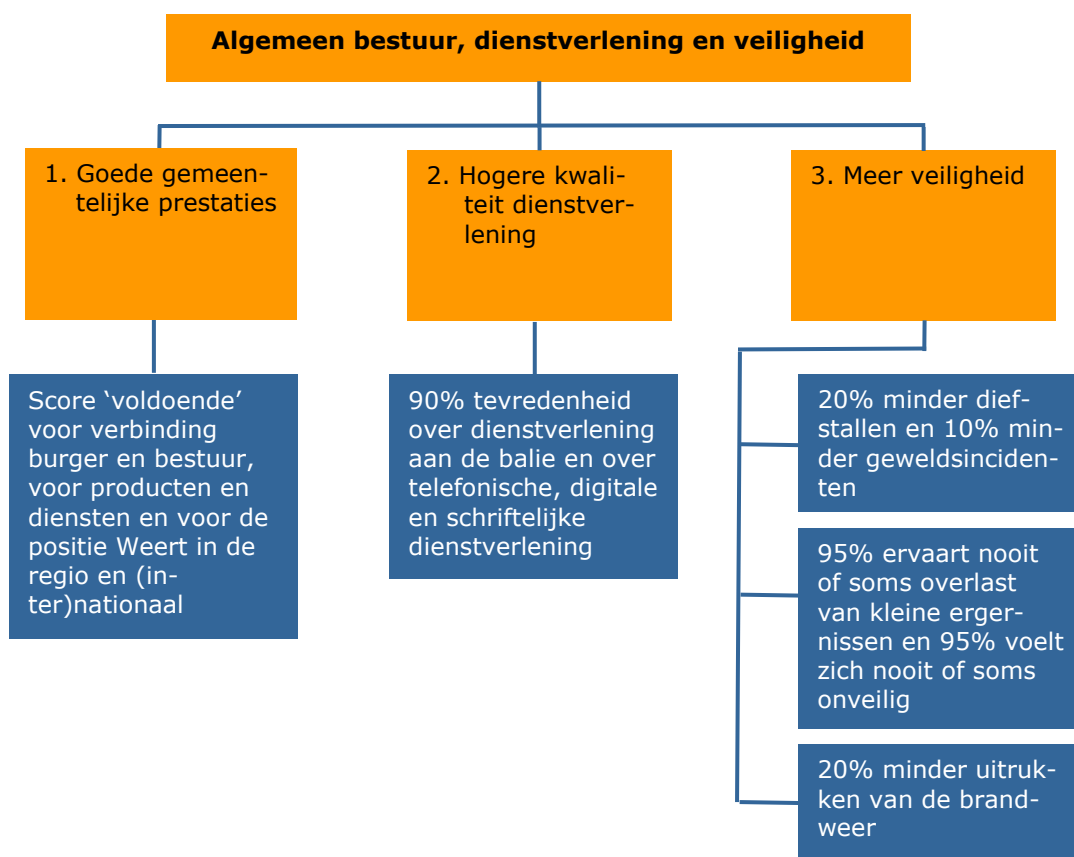 Algemeen bestuur, dienstverlening en veiligheid
1. Goede gemeen-
telijke prestaties
2. Hogere kwali-
teit dienstver-
lening
3. Meer veiligheid
Score ‘voldoende’
voor verbinding
burger en bestuur,
voor producten en
diensten en voor de
positie Weert in de
regio en (in-
ter)nationaal
90% tevredenheid
over dienstverlening
aan de balie en over
telefonische, digitale
en schriftelijke
dienstverlening
20% minder dief-
stallen en 10% min-
der geweldsinciden-
ten
95% ervaart nooit
of soms overlast
van kleine erger-
nissen en 95% voelt
zich nooit of soms
onveilig
20% minder uitruk-
ken van de brand-
weer